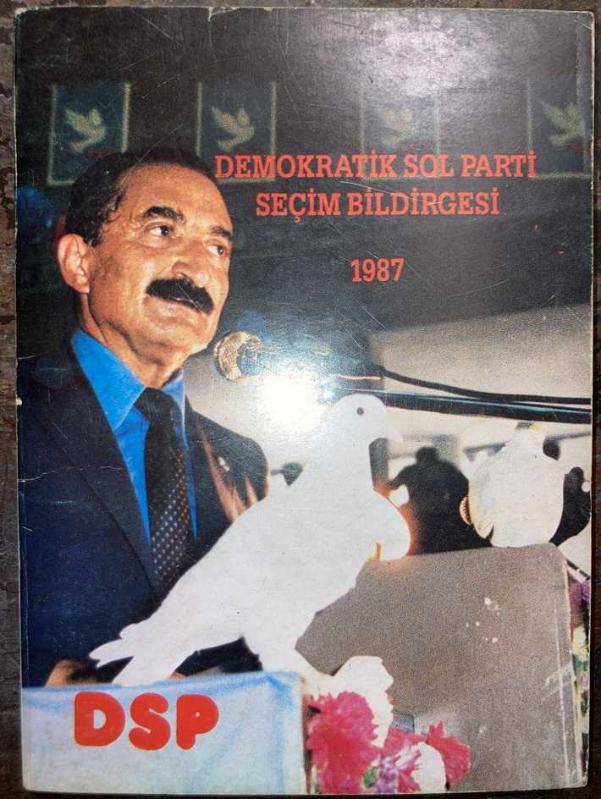 DEMOKRATİK SOL PARTİ
SEÇİM BİLDİRGESİ
1987
DSP